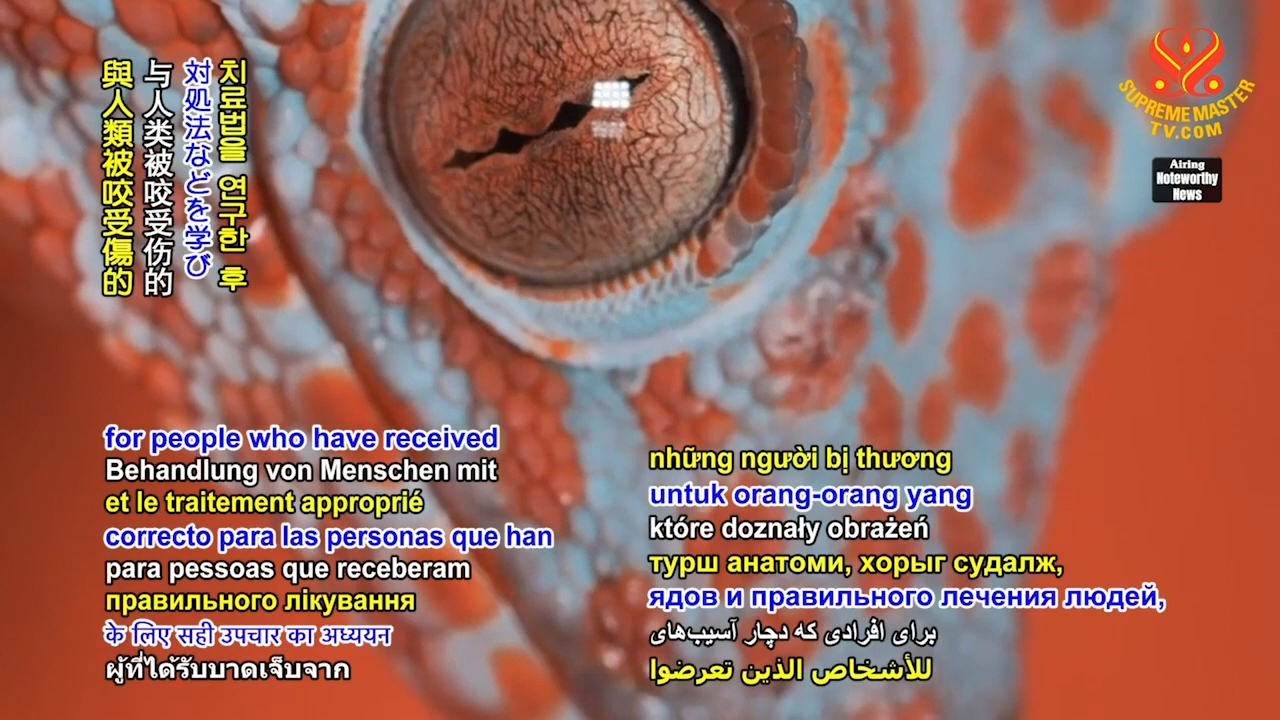 치료법을 연구한 후
対処法などを学び
与人类被咬受伤的
與人類被咬受傷的
SUPREME MASTER
TV.COM
Airing
Noteworthy
News
for people who have received
Behandlung von Menschen mit
et le traitement approprié
correcto para las personas que han
para pessoas que receberam
правильного лікування
के लिए सही उपचार का अध्ययन
ผู้ที่ได้รับบาดเจ็บจาก
những người bị thương
untuk orang-orang yang
które doznały obrażeń
турш анатоми, хорыг судалж,
ядов и правильного лечения людей,
برای افرادی که دچار آسیب‌های
للأشخاص الذين تعرضوا